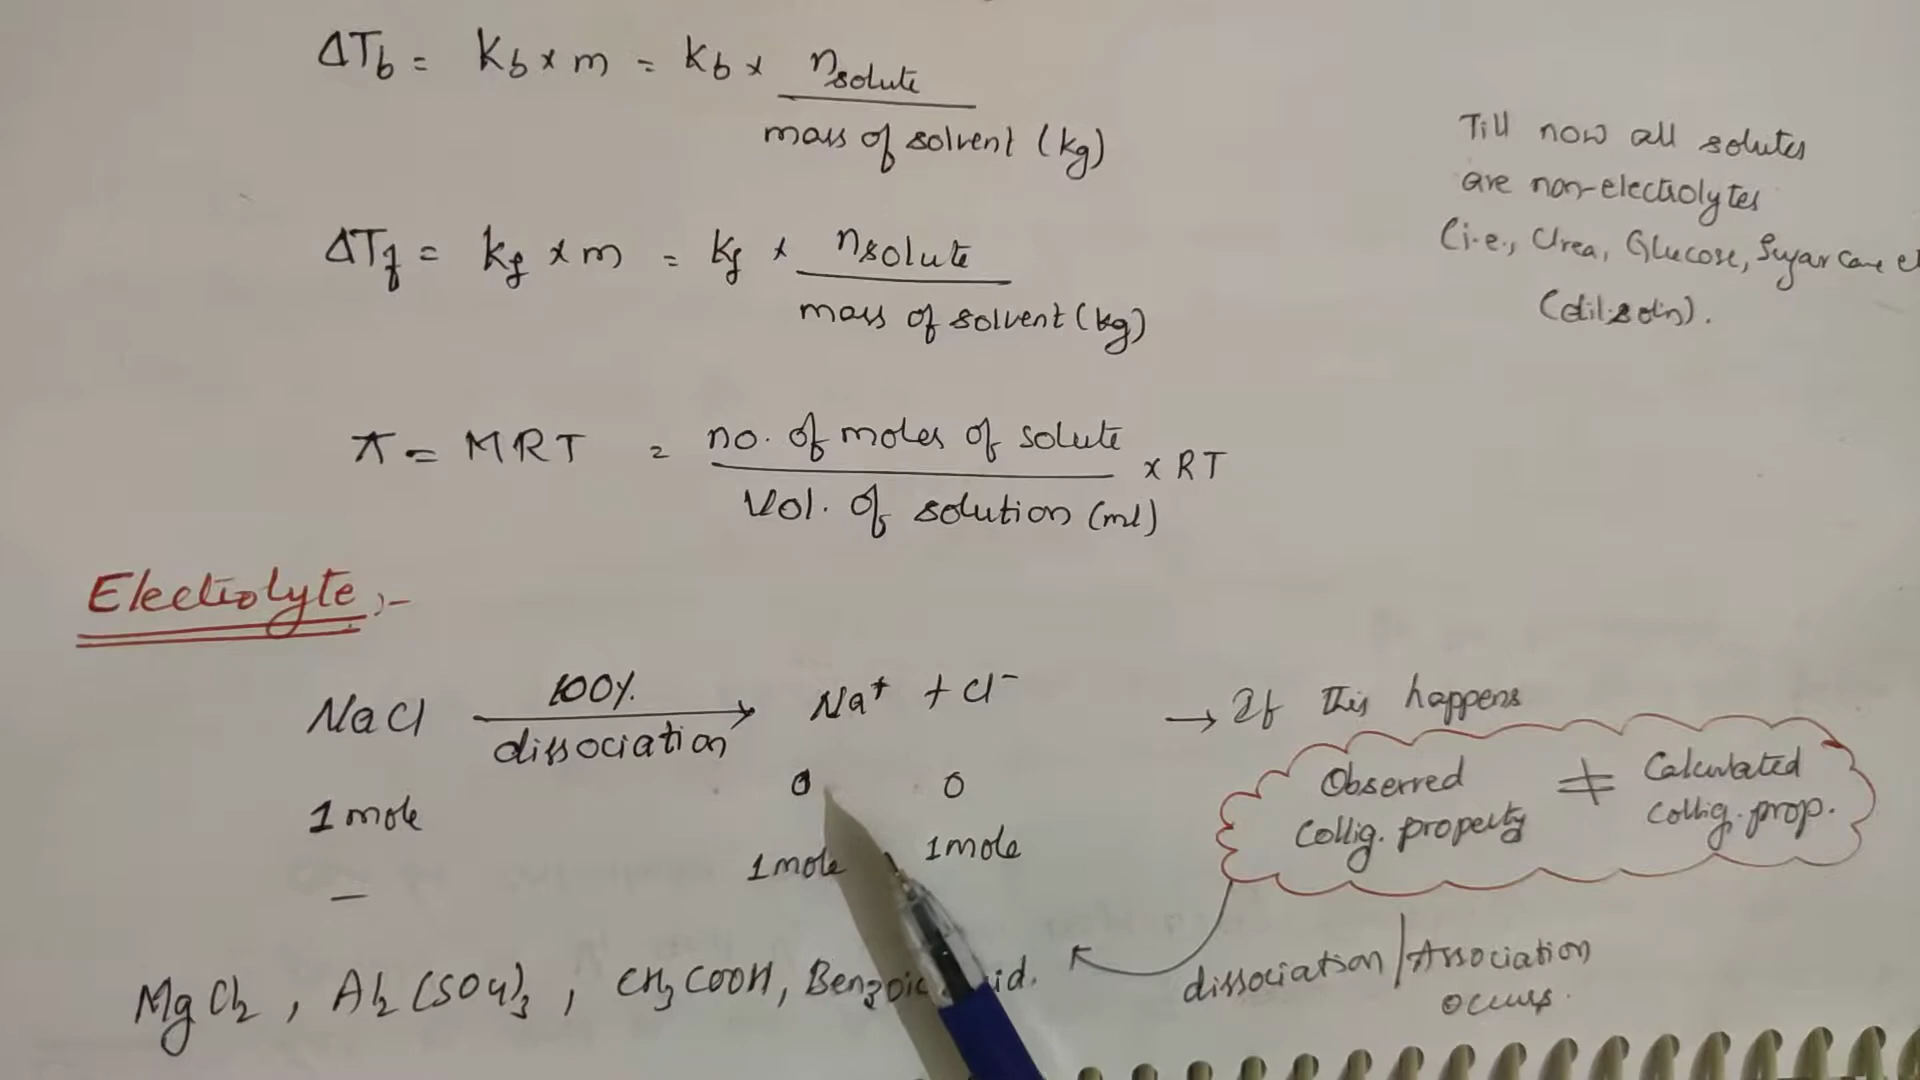 ΔTb = Kb × m = Kb × nsolute / mass of solvent (kg)
Till now all solutes
are non-electrolytes
(i.e., Urea, Glucose, Sugar cane
(dil. soln).
ΔTf = Kf × m = Kf × nsolute / mass of solvent (kg)
π = MRT = no. of moles of solute / Vol. of solution (ml) × RT
Electrolyte :-
NaCl 100% dissociation → Na⁺ + Cl⁻
→ If this happens
1 mole 0 0
— 1 mole 1 mole
Observed Collig. property ≠ Calculated Collig. prop.
dissociation / Association
occurs.
MgCl2, Al2(SO4)3, CH3COOH, Benzoic